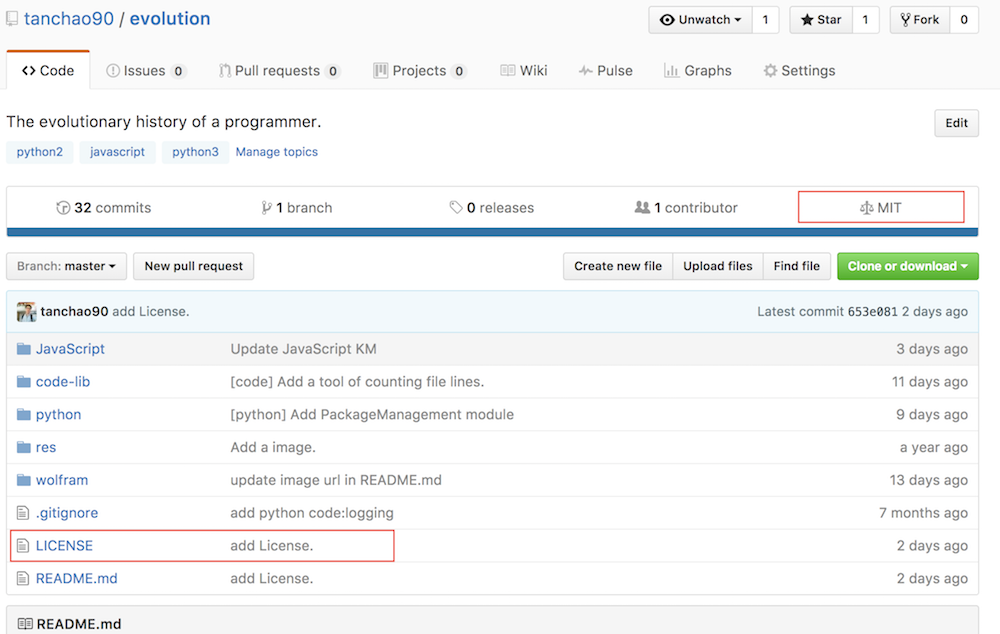 tanchao90 / evolution
Unwatch 1 Star 1 Fork 0
Code Issues 0 Pull requests 0 Projects 0 Wiki Pulse Graphs Settings
The evolutionary history of a programmer. Edit
python2 javascript python3 Manage topics
32 commits 1 branch 0 releases 1 contributor MIT
Branch: master New pull request Create new file Upload files Find file Clone or download
tanchao90 add License. Latest commit 653e081 2 days ago
JavaScript Update JavaScript KM 3 days ago
code-lib [code] Add a tool of counting file lines. 11 days ago
python [python] Add PackageManagement module 9 days ago
res Add a image. a year ago
wolfram update image url in README.md 13 days ago
.gitignore add python code:logging 7 months ago
LICENSE add License. 2 days ago
README.md add License. 2 days ago
README.md